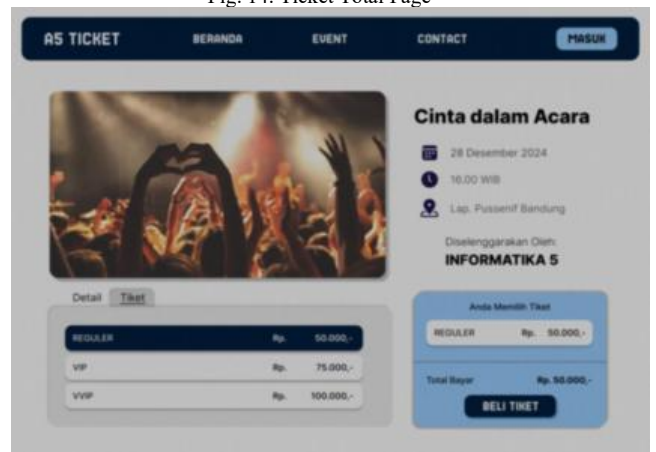 Fig. 14. Ticket Total Page
A5 TICKET BERANDA EVENT CONTACT MASUK
Cinta dalam Acara
28 Desember 2024
16.00 WIB
Lap. Pussenif Bandung
Diselenggarakan Oleh:
INFORMATIKA 5
Detail Tiket
REGULER Rp. 50.000,-
VIP Rp. 75.000,-
VVIP Rp. 100.000,-
Anda Memilih Tiket
REGULER Rp. 50.000,-
Total Bayar Rp. 50.000,-
BELI TIKET